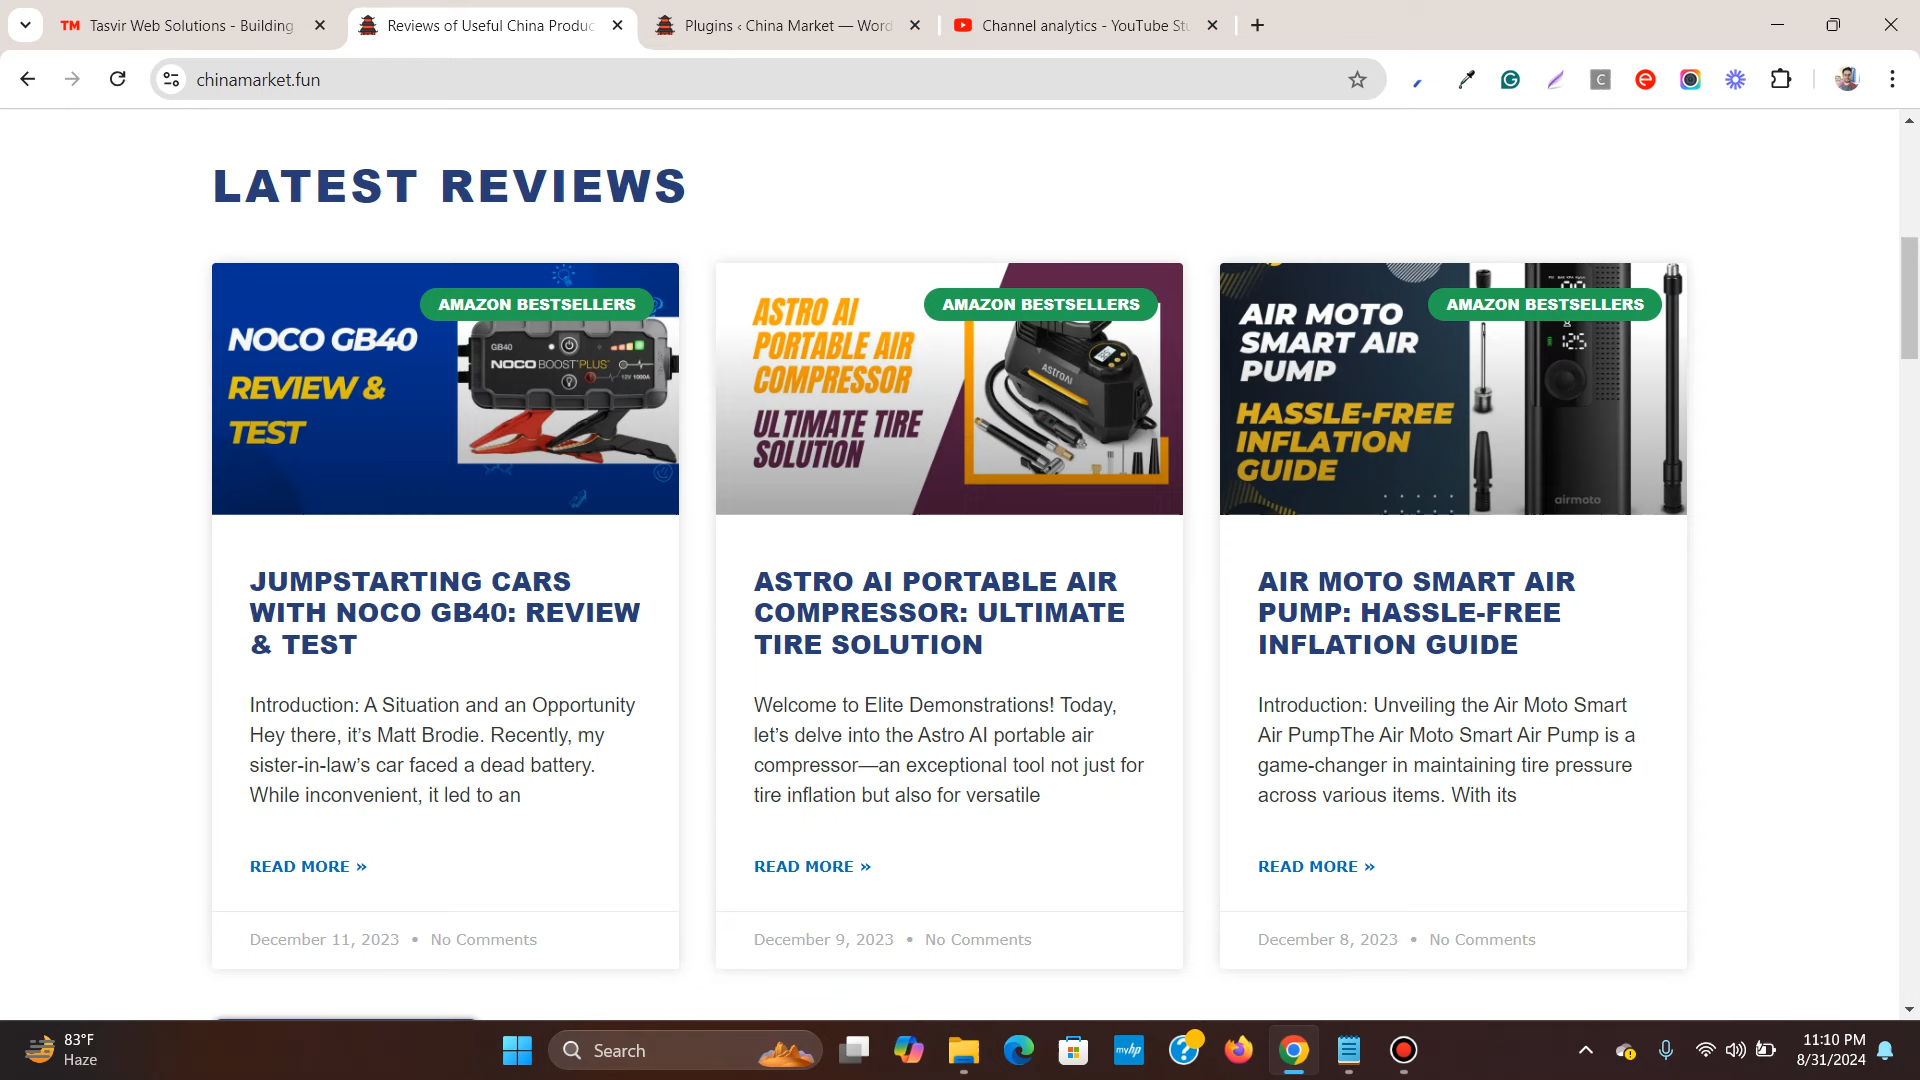 TM Tasvir Web Solutions - Building
Reviews of Useful China Produc
Plugins ‹ China Market — Word
Channel analytics - YouTube Stu
chinamarket.fun
LATEST REVIEWS
AMAZON BESTSELLERS
NOCO GB40
REVIEW &
TEST
GB40
NOCO BOOST PLUS
12V 1000A
JUMPSTARTING CARS
WITH NOCO GB40: REVIEW
& TEST
Introduction: A Situation and an Opportunity
Hey there, it’s Matt Brodie. Recently, my
sister-in-law’s car faced a dead battery.
While inconvenient, it led to an
READ MORE »
December 11, 2023 • No Comments
AMAZON BESTSELLERS
ASTRO AI
PORTABLE AIR
COMPRESSOR
ULTIMATE TIRE
SOLUTION
ASTROAI
ASTRO AI PORTABLE AIR
COMPRESSOR: ULTIMATE
TIRE SOLUTION
Welcome to Elite Demonstrations! Today,
let’s delve into the Astro AI portable air
compressor—an exceptional tool not just for
tire inflation but also for versatile
READ MORE »
December 9, 2023 • No Comments
AMAZON BESTSELLERS
AIR MOTO
SMART AIR
PUMP
HASSLE-FREE
INFLATION
GUIDE
125
airmoto
AIR MOTO SMART AIR
PUMP: HASSLE-FREE
INFLATION GUIDE
Introduction: Unveiling the Air Moto Smart
Air PumpThe Air Moto Smart Air Pump is a
game-changer in maintaining tire pressure
across various items. With its
READ MORE »
December 8, 2023 • No Comments
83°F
Haze
Search
myhp
11:10 PM
8/31/2024